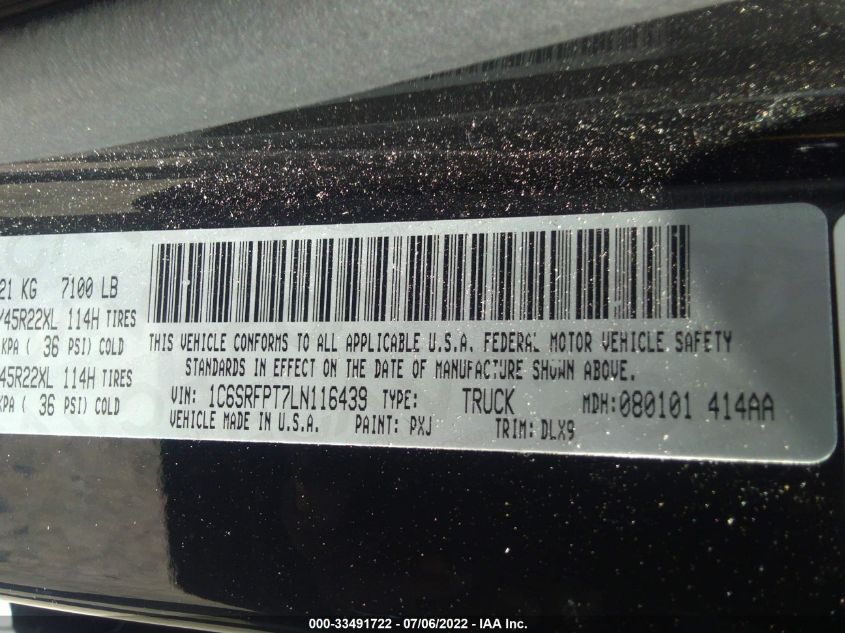 21 KG 7100 LB
/45R22XL 114H TIRES
KPA ( 36 PSI) COLD
45R22XL 114H TIRES
KPA ( 36 PSI) COLD
THIS VEHICLE CONFORMS TO ALL APPLICABLE U.S.A. FEDERAL MOTOR VEHICLE SAFETY
STANDARDS IN EFFECT ON THE DATE OF MANUFACTURE SHOWN ABOVE.
VIN: 1C6SRFPT7LN116439 TYPE: TRUCK MDH:080101 414AA
VEHICLE MADE IN U.S.A. PAINT: PXJ TRIM: DLX9
000-33491722 / 07/06/2022 - IAA Inc.